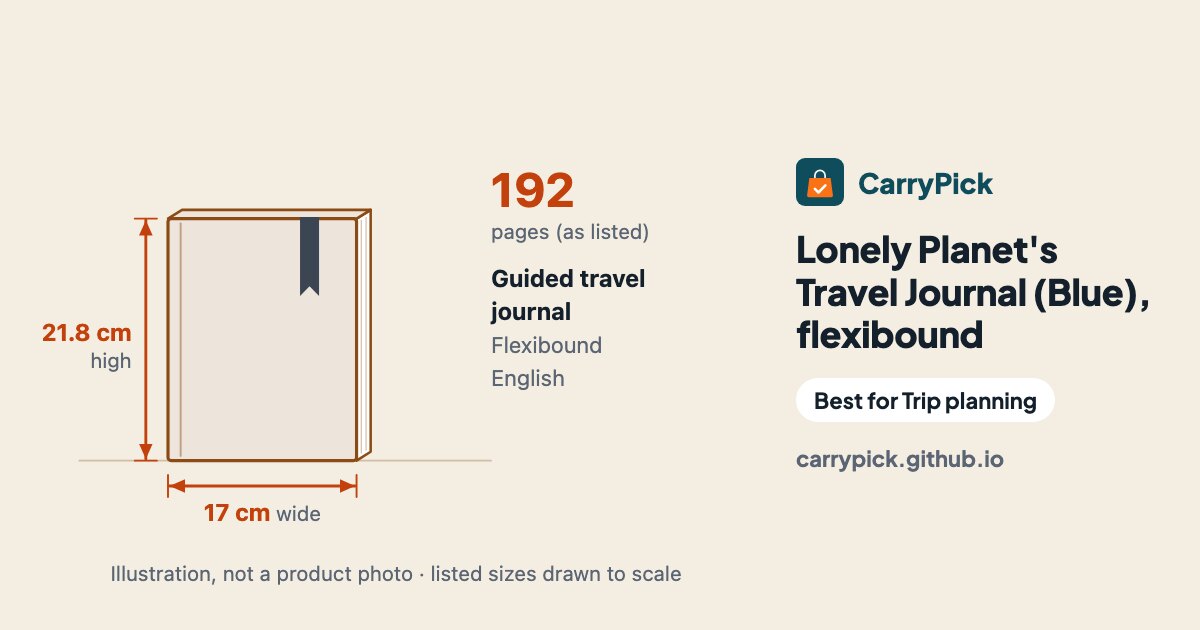 21.8 cm
high
17 cm wide
192
pages (as listed)
Guided travel
journal
Flexibound
English
Illustration, not a product photo · listed sizes drawn to scale
CarryPick
Lonely Planet's
Travel Journal (Blue),
flexibound
Best for Trip planning
carrypick.github.io